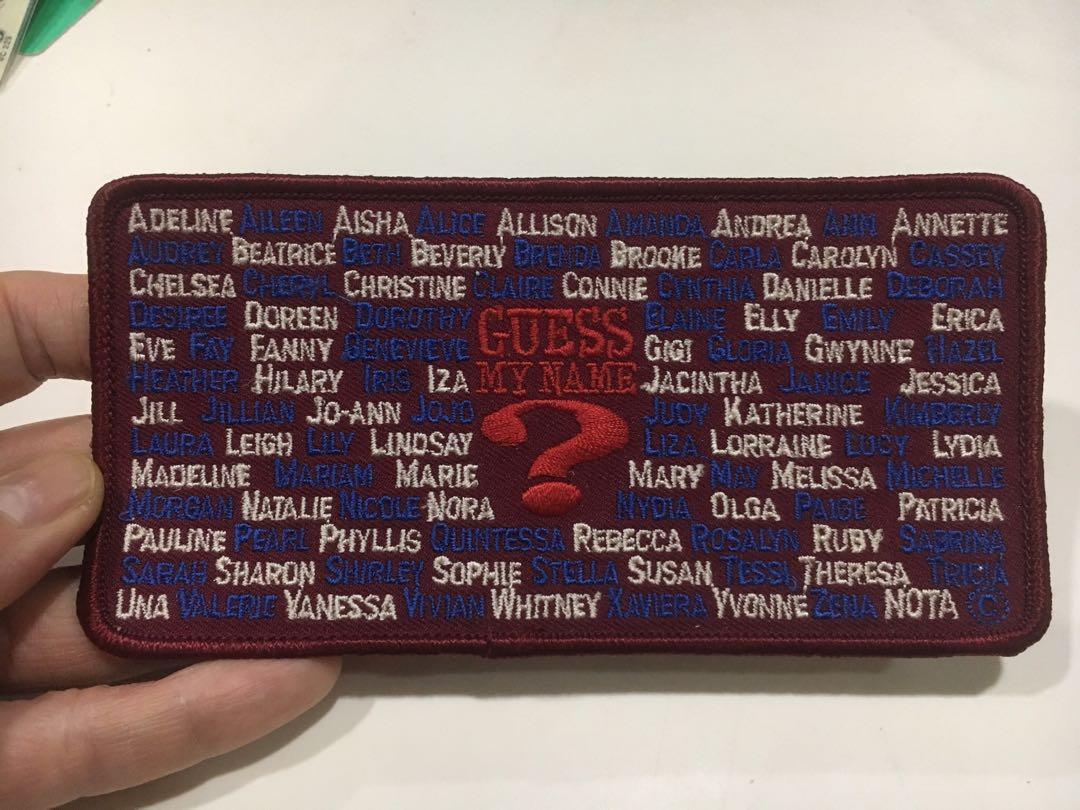 ADELINE AILEEN AISHA ALICE ALLISON AMANDA ANDREA ANN ANNETTE
AUDREY BEATRICE BETH BEVERLY BRENDA BROOKE CARLA CAROLYN CASSEY
CHELSEA CHERYL CHRISTINE CLAIRE CONNIE CYNTHIA DANIELLE DEBORAH
DESIREE DOREEN DOROTHY GUESS ELAINE ELLY EMILY ERICA
EVE FAY FANNY GENEVIEVE GIGI GLORIA GWYNNE HAZEL
HEATHER HILARY IRIS IZA MY NAME JACINTHA JANICE JESSICA
JILL JILLIAN JO-ANN JOJO ? JUDY KATHERINE KIMBERLY
LAURA LEIGH LILY LINDSAY LIZA LORRAINE LUCY LYDIA
MADELINE MARIAM MARIE MARY MAY MELISSA MICHELLE
MORGAN NATALIE NICOLE NORA NYDIA OLGA PAIGE PATRICIA
PAULINE PEARL PHYLLIS QUINTESSA REBECCA ROSALYN RUBY SABRINA
SARAH SHARON SHIRLEY SOPHIE STELLA SUSAN TESSI THERESA TRICIA
UNA VALERIE VANESSA VIVIAN WHITNEY XAVIERA YVONNE ZENA NOTA ©